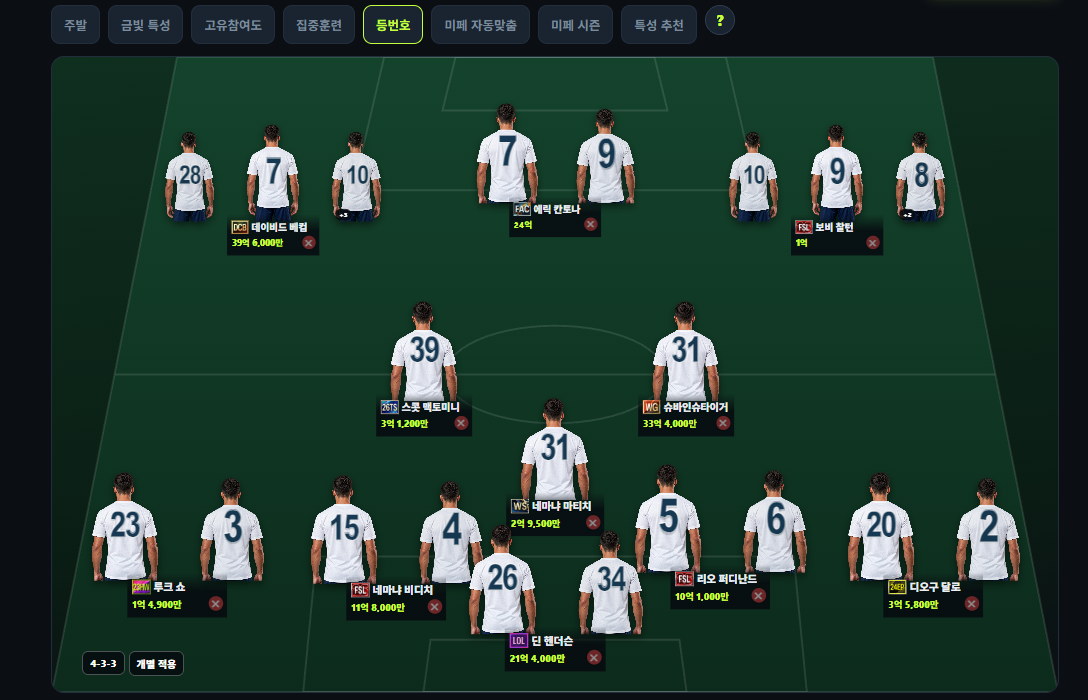 주발 금빛 특성 고유참여도 집중훈련 등번호 미페 자동맞춤 미페 시즌 특성 추천 ?
28 7 10 +3
DCB 데이비드 베컴
39억 6,000만
7 9
FAC 에릭 칸토나
24억
10 9 8 +2
FSL 보비 찰턴
1억
39
26TS 스콧 맥토미니
3억 1,200만
31
WG 슈바인슈타이거
33억 4,000만
31
WS 네마냐 마티치
2억 9,500만
23 3
루크 쇼
1억 4,900만
15 4
FSL 네마냐 비디치
11억 8,000만
26 34
LOL 딘 헨더슨
21억 4,000만
5 6
FSL 리오 퍼디난드
10억 1,000만
20 2
24EP 디오구 달로
3억 5,800만
4-3-3 개별 적용